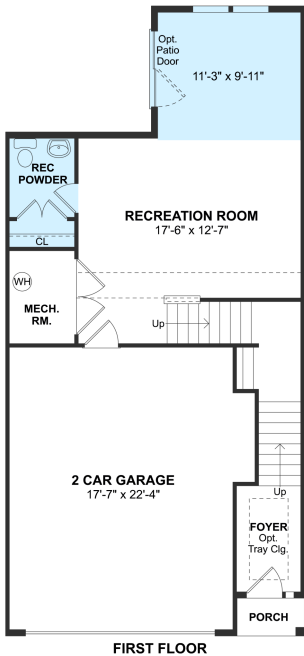 Opt.
Patio
Door
11'-3" x 9'-11"
REC
POWDER
RECREATION ROOM
17'-6" x 12'-7"
CL
WH
MECH.
RM.
Up
2 CAR GARAGE
17'-7" x 22'-4"
Up
FOYER
Opt.
Tray Clg.
PORCH
FIRST FLOOR